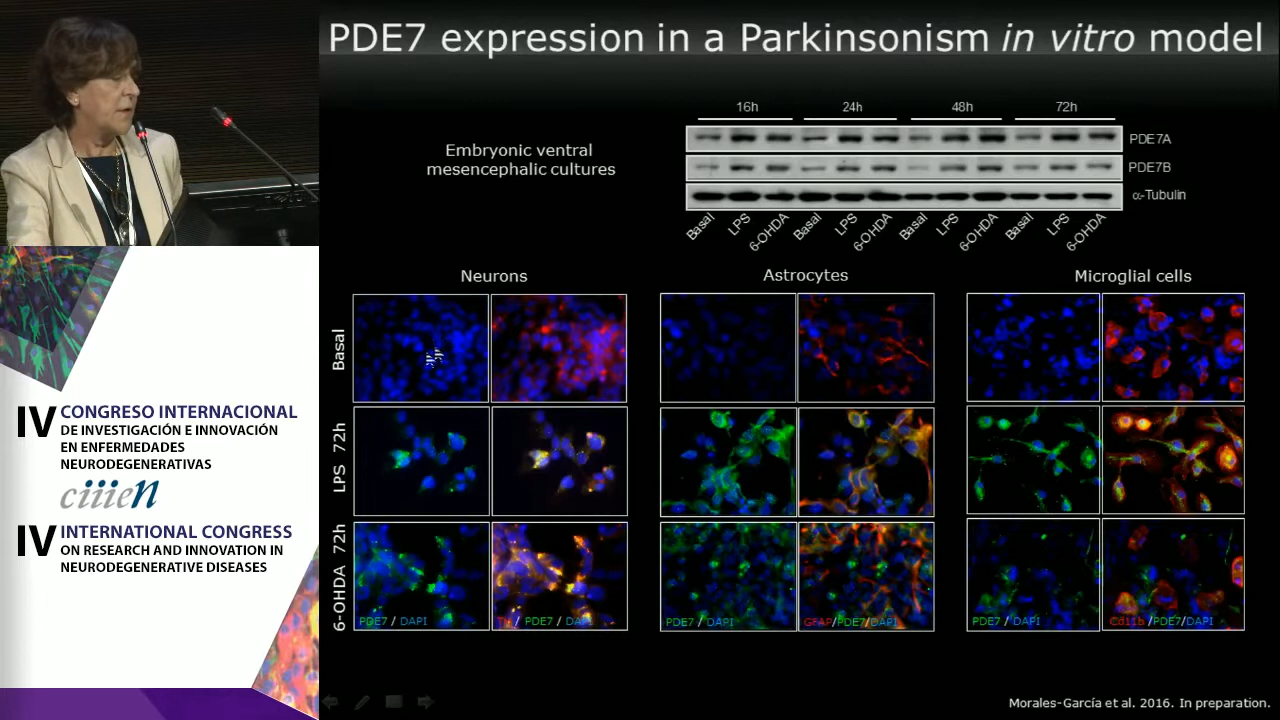 PDE7 expression in a Parkinsonism in vitro model
Embryonic ventral
mesencephalic cultures
16h 24h 48h 72h
PDE7A
PDE7B
α-Tubulin
Basal LPS 6-OHDA Basal LPS 6-OHDA Basal LPS 6-OHDA Basal LPS 6-OHDA
Neurons Astrocytes Microglial cells
Basal
LPS 72h
6-OHDA 72h
PDE7 / DAPI TH / PDE7 / DAPI PDE7 / DAPI GFAP/PDE7/DAPI PDE7 / DAPI Cd11b /PDE7/DAPI
Morales-García et al. 2016. In preparation.
IV CONGRESO INTERNACIONAL
DE INVESTIGACIÓN E INNOVACIÓN
EN ENFERMEDADES
NEURODEGENERATIVAS
ciiieN
IV INTERNATIONAL CONGRESS
ON RESEARCH AND INNOVATION IN
NEURODEGENERATIVE DISEASES